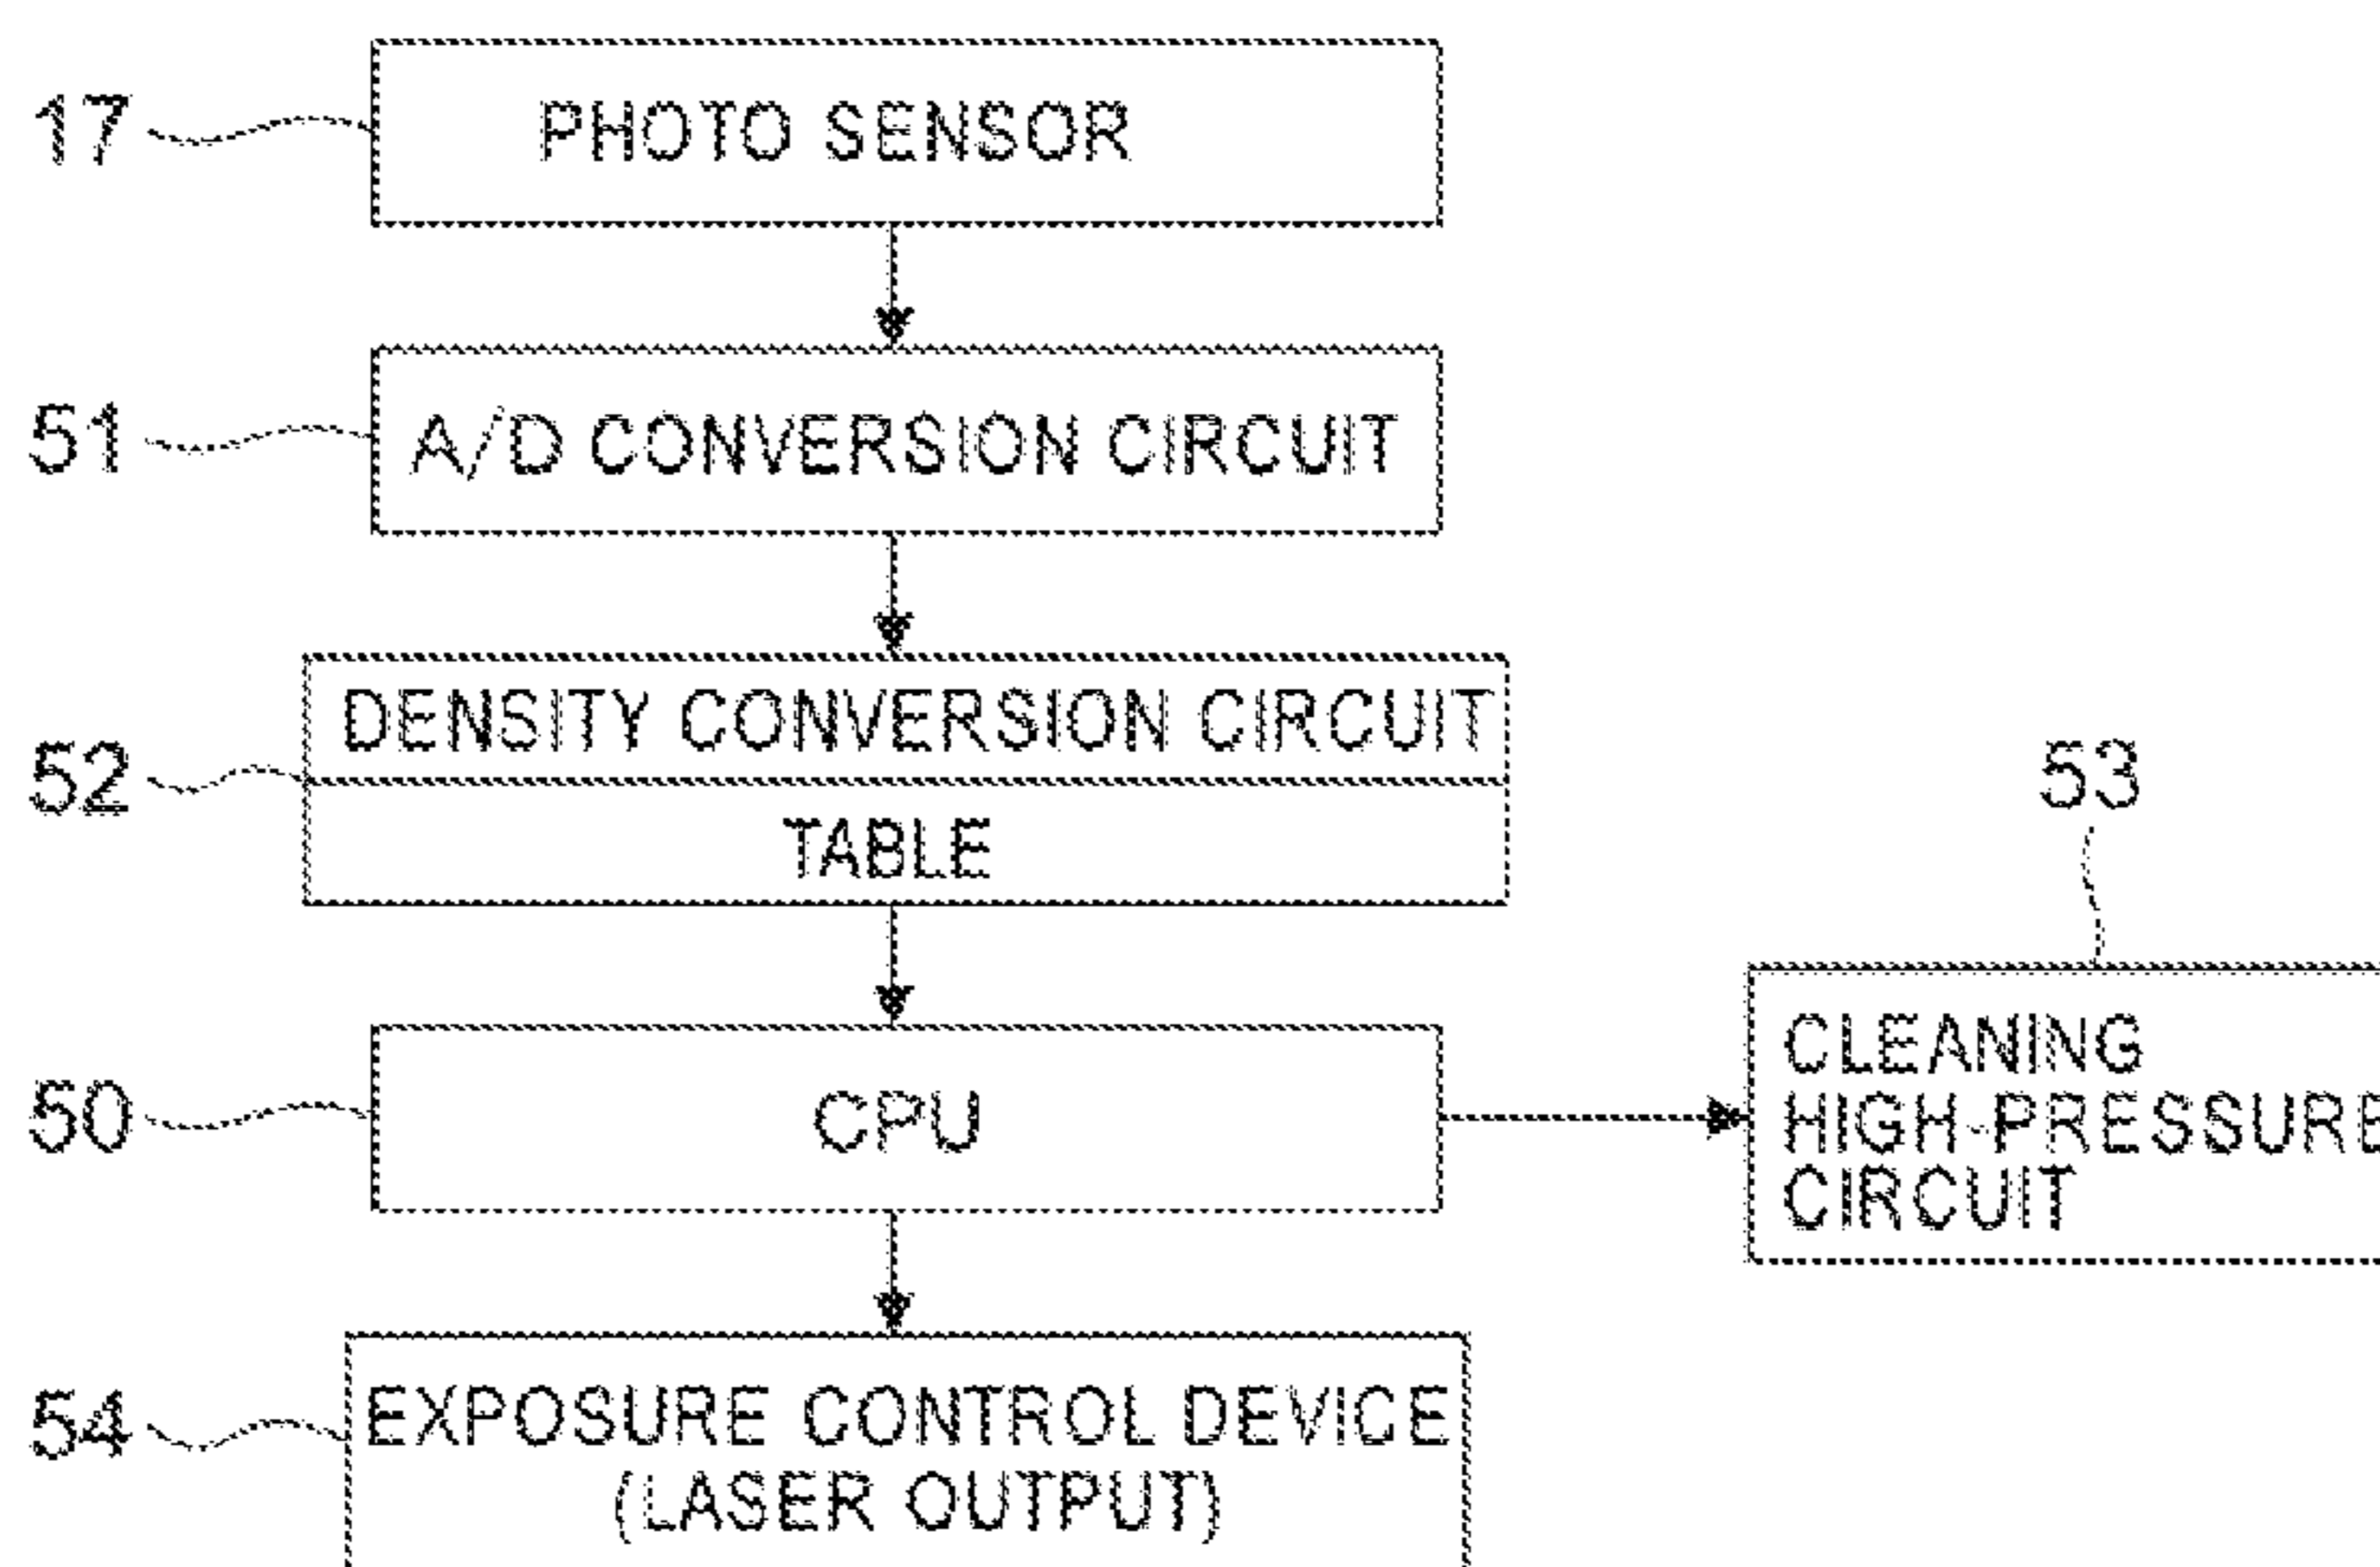 17
PHOTO SENSOR
51
A/D CONVERSION CIRCUIT
52
DENSITY CONVERSION CIRCUIT
TABLE
53
50
CPU
CLEANING
HIGH-PRESSURE
CIRCUIT
54
EXPOSURE CONTROL DEVICE
(LASER OUTPUT)